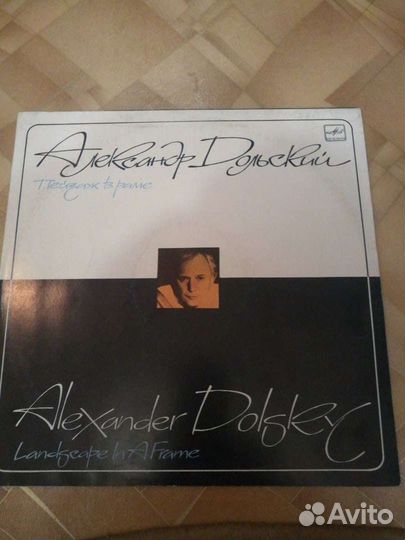 Александр Дольский
Пейзаж в раме
Alexander Dolsky
Landscape In A Frame
Avito